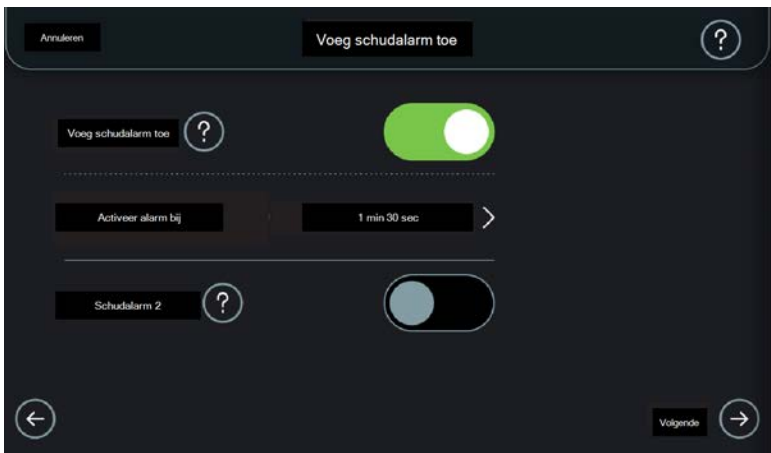 Annuleren
Voeg schudalarm toe
?
Voeg schudalarm toe ?
Activeer alarm bij 1 min 30 sec
Schudalarm 2 ?
Volgende